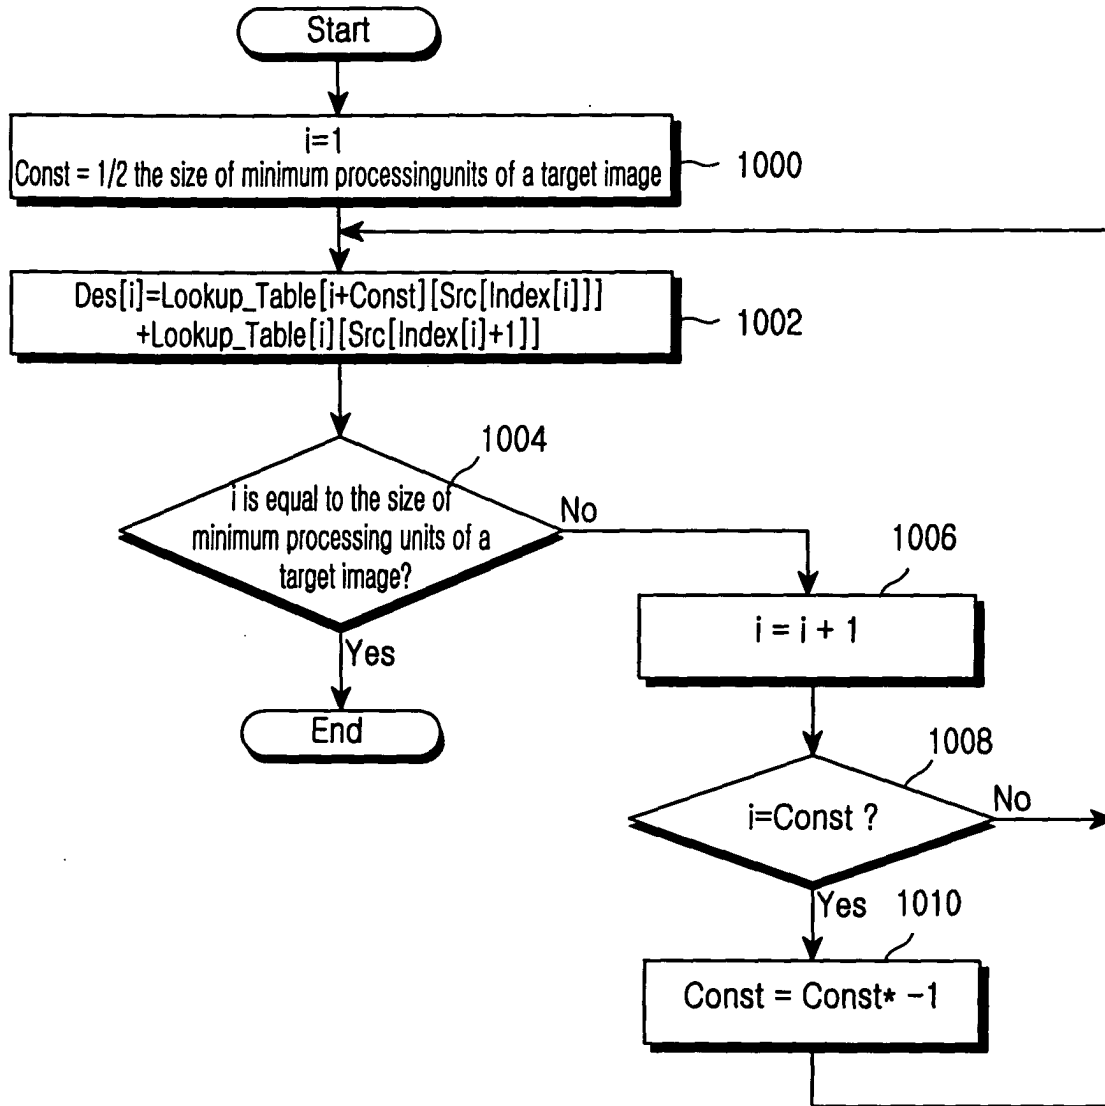 Start
i=1
Const = 1/2 the size of minimum processingunits of a target image
1000
Des[i]=Lookup_Table[i+Const][Src[Index[i]]]
+Lookup_Table[i][Src[Index[i]+1]]
1002
1004
i is equal to the size of
minimum processing units of a
target image?
No
Yes
End
1006
i = i + 1
1008
i=Const ?
No
Yes
1010
Const = Const* -1